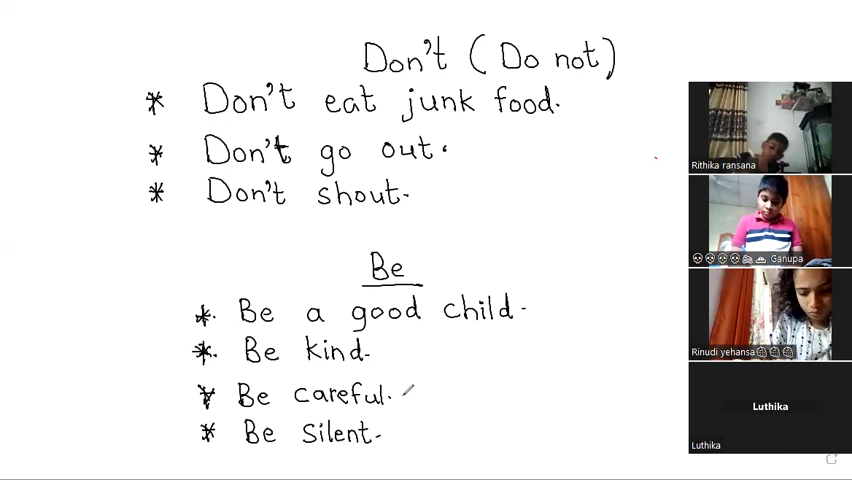 Don't (Do not)
* Don't eat junk food.
* Don't go out.
* Don't shout.
Be
* Be a good child.
* Be kind.
* Be careful.
* Be silent.
Rithika ransana
💀💀💀💀 Ganupa
Rinudi yehansa
Luthika
Luthika